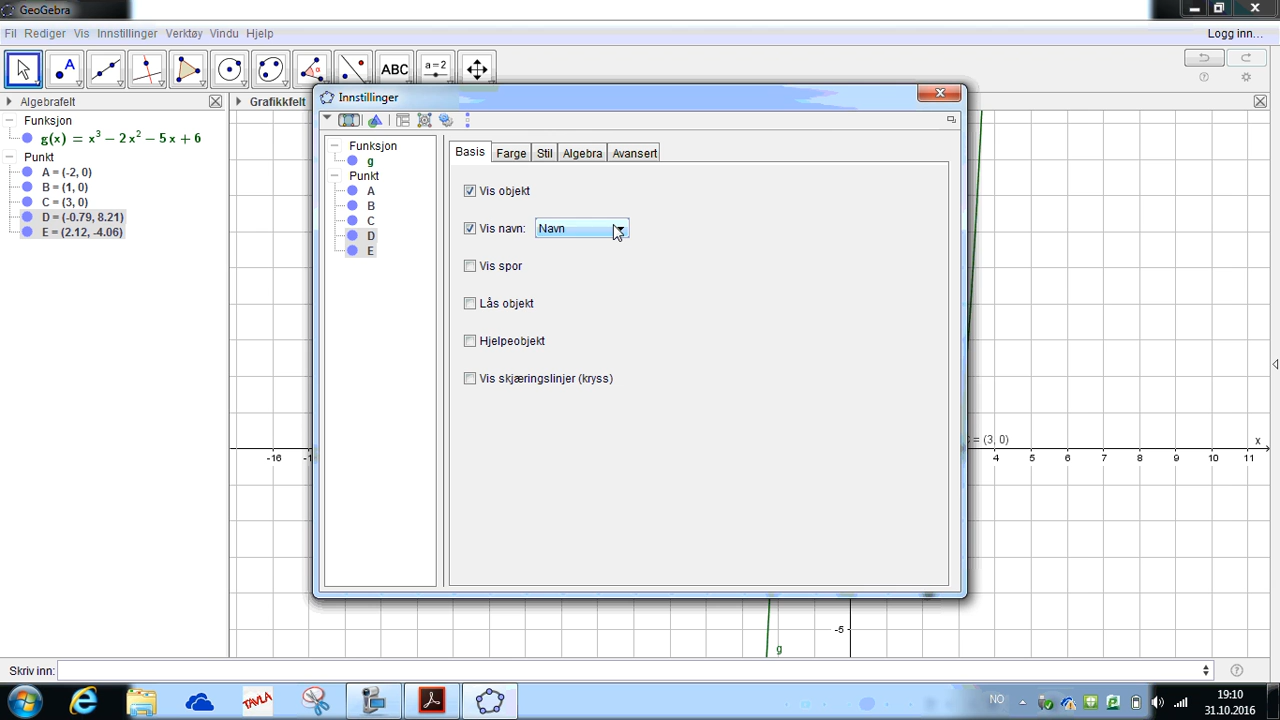 GeoGebra
Fil Rediger Vis Innstillinger Verktøy Vindu Hjelp
Logg inn...
A
ABC
a=2
Algebrafelt
Funksjon
g(x) = x³ − 2x² − 5x + 6
Punkt
A = (-2, 0)
B = (1, 0)
C = (3, 0)
D = (-0.79, 8.21)
E = (2.12, -4.06)
Grafikkfelt
Innstillinger
Funksjon
g
Punkt
A
B
C
D
E
Basis Farge Stil Algebra Avansert
Vis objekt
Vis navn: Navn
Vis spor
Lås objekt
Hjelpeobjekt
Vis skjæringslinjer (kryss)
= (3, 0)
x
-16 4 5 6 7 8 9 10 11
-5
g
Skriv inn:
TAVLA
NO
19:10
31.10.2016